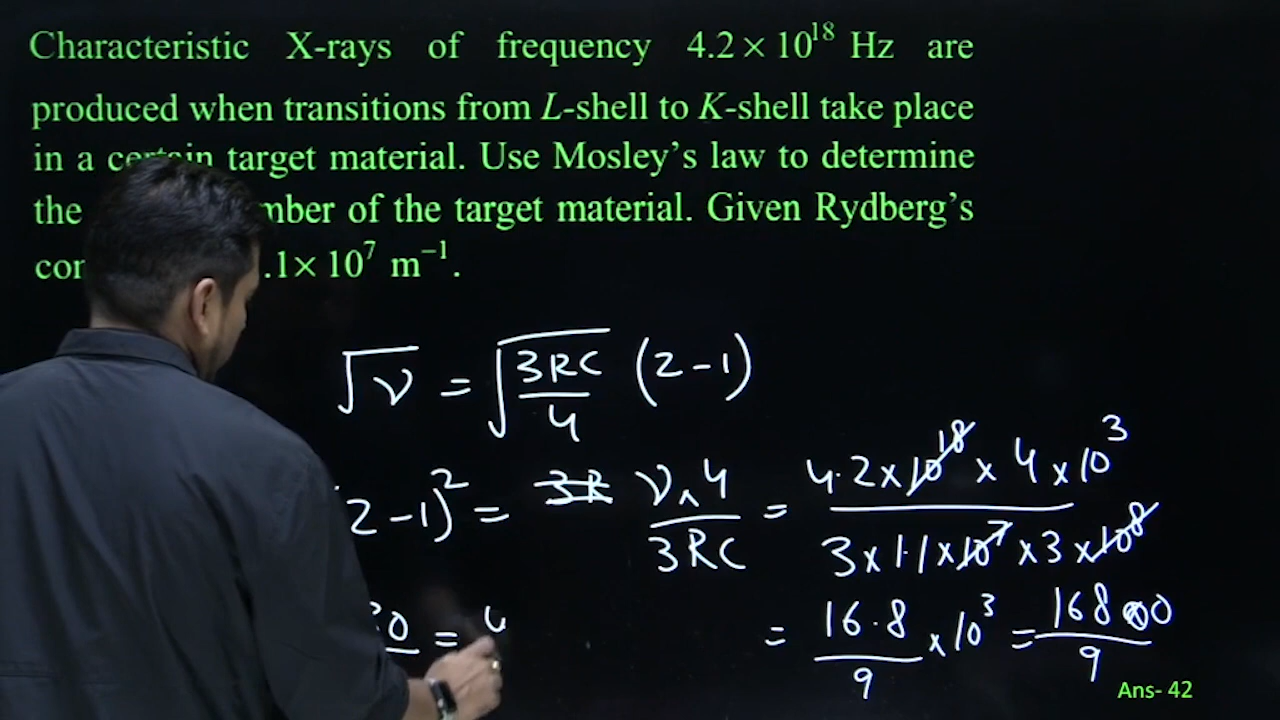 Characteristic X-rays of frequency 4.2 × 10¹⁸ Hz are
produced when transitions from L-shell to K-shell take place
in a certain target material. Use Mosley's law to determine
the mber of the target material. Given Rydberg's
con .1× 10⁷ m⁻¹.
√ν = √(3RC/4) (Z-1)
Z-1)² = ν×4/3RC = 4.2×10¹⁸ × 4 ×10³ / 3×1.1×10⁷ ×3×10⁸
0 = = 16.8/9 ×10³ = 16800/9
Ans- 42